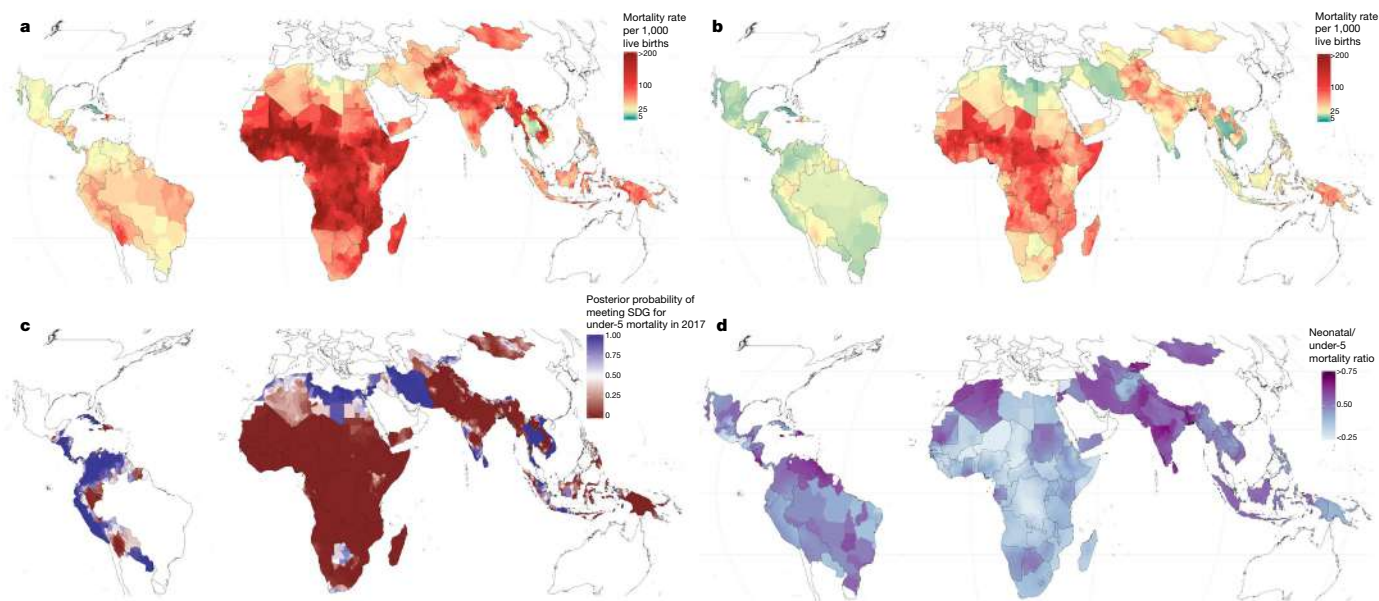 a
Mortality rate
per 1,000
live births
>200
100
25
5
b
Mortality rate
per 1,000
live births
>200
100
25
5
c
Posterior probability of
meeting SDG for
under-5 mortality in 2017
1.00
0.75
0.50
0.25
0
d
Neonatal/
under-5
mortality ratio
>0.75
0.50
<0.25